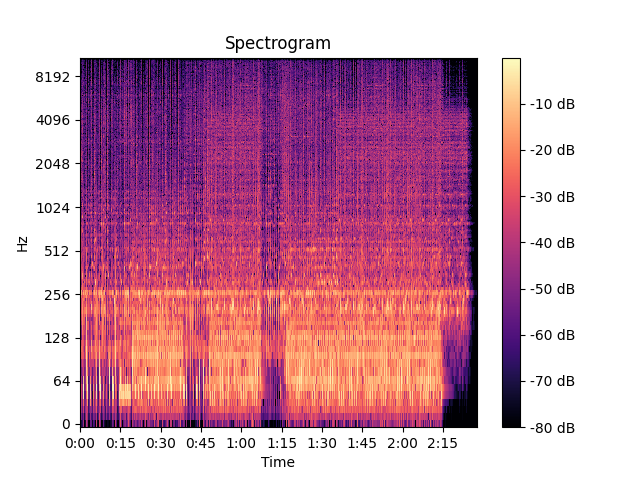 Spectrogram
Hz
8192
4096
2048
1024
512
256
128
64
0
0:00 0:15 0:30 0:45 1:00 1:15 1:30 1:45 2:00 2:15
Time
-10 dB
-20 dB
-30 dB
-40 dB
-50 dB
-60 dB
-70 dB
-80 dB